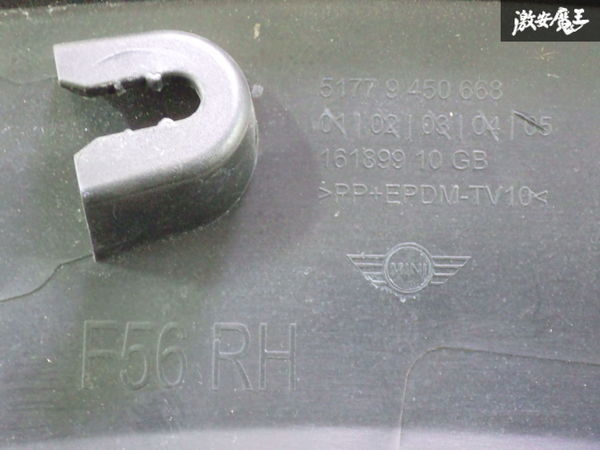 激安魔王
5177 9 450 668
01|02|03|04|05
161899 10 GB
>PP+EPDM-TV10<
MINI
F56 RH